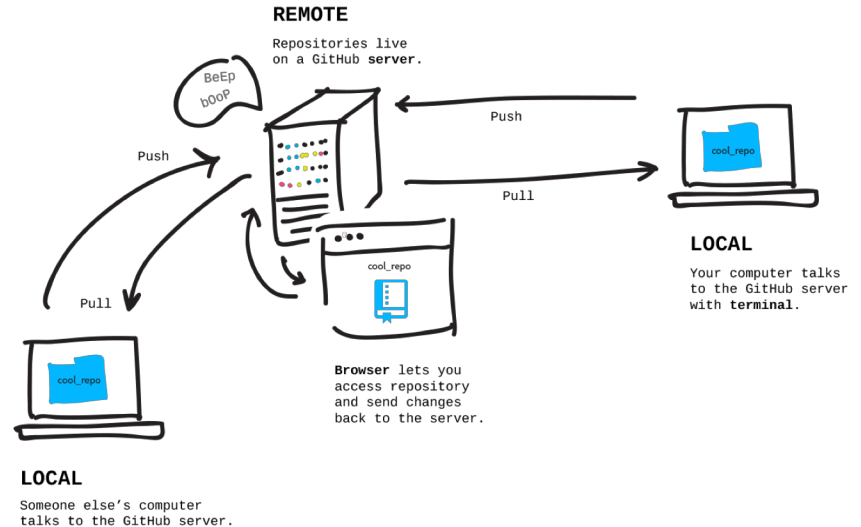 REMOTE
Repositories live
on a GitHub server.
BeEp
bOoP
Push
Pull
cool_repo
LOCAL
Your computer talks
to the GitHub server
with terminal.
Push
Pull
cool_repo
Browser lets you
access repository
and send changes
back to the server.
cool_repo
LOCAL
Someone else’s computer
talks to the GitHub server.